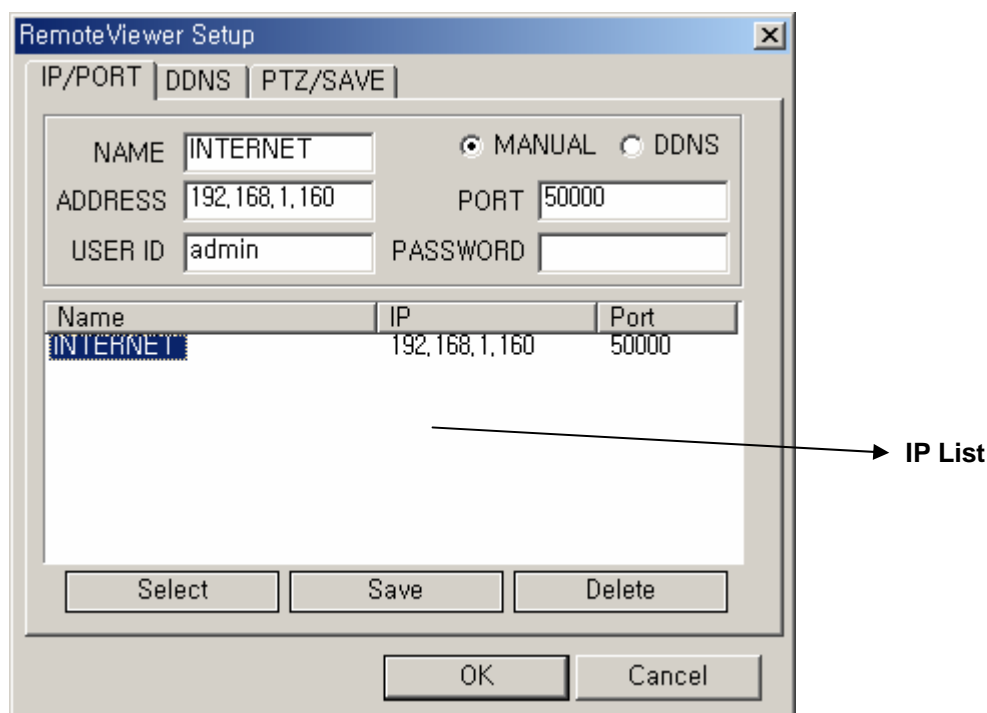 RemoteViewer Setup
IP/PORT DDNS PTZ/SAVE
NAME INTERNET MANUAL DDNS
ADDRESS 192,168,1,160 PORT 50000
USER ID admin PASSWORD
Name IP Port
INTERNET 192,168,1,160 50000
IP List
Select Save Delete
OK Cancel